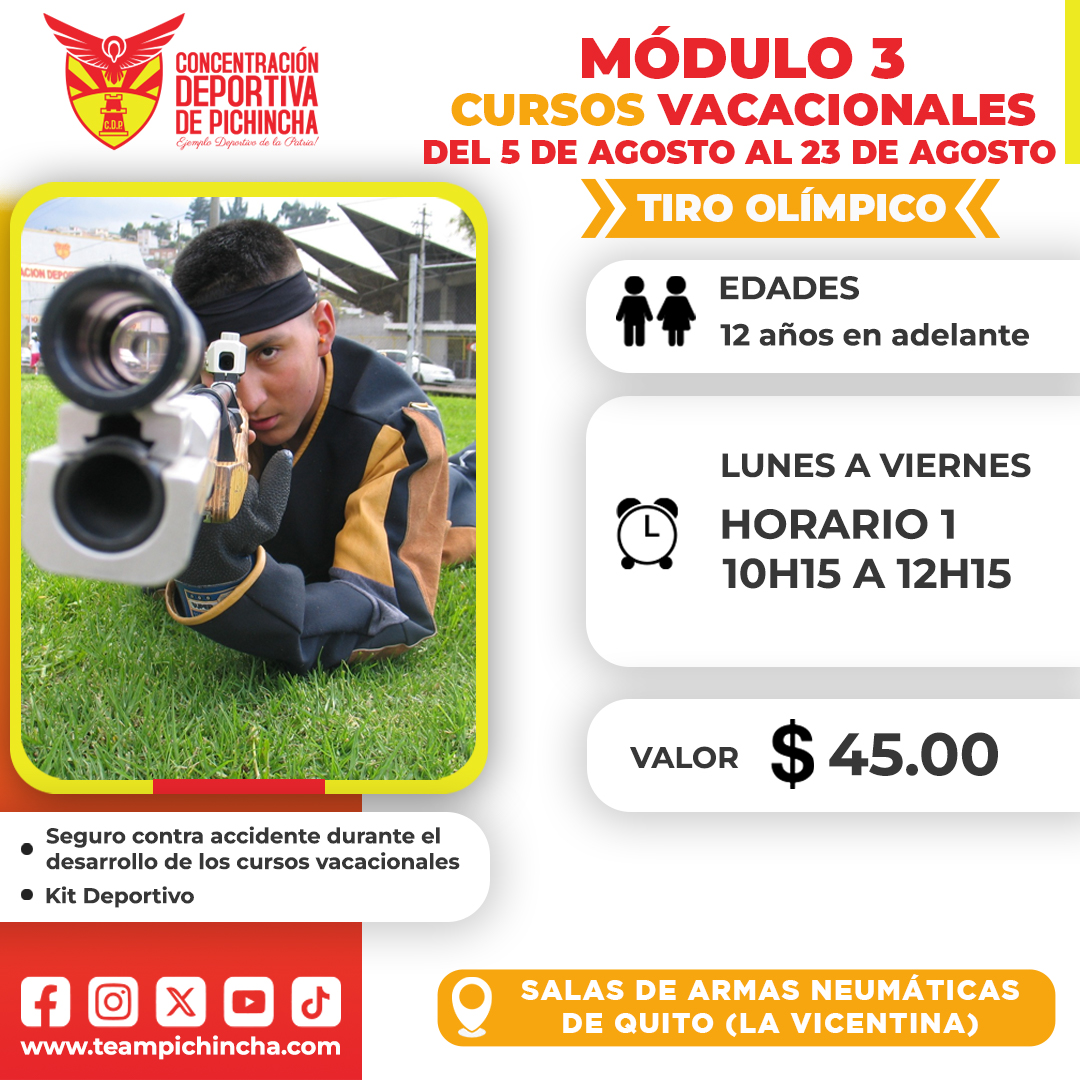 CONCENTRACIÓN
DEPORTIVA
DE PICHINCHA
Ejemplo Deportivo de la Patria!
C.D.P.
MÓDULO 3
CURSOS VACACIONALES
DEL 5 DE AGOSTO AL 23 DE AGOSTO
TIRO OLÍMPICO
EDADES
12 años en adelante
LUNES A VIERNES
HORARIO 1
10H15 A 12H15
VALOR $ 45.00
Seguro contra accidente durante el
desarrollo de los cursos vacacionales
Kit Deportivo
www.teampichincha.com
SALAS DE ARMAS NEUMÁTICAS
DE QUITO (LA VICENTINA)